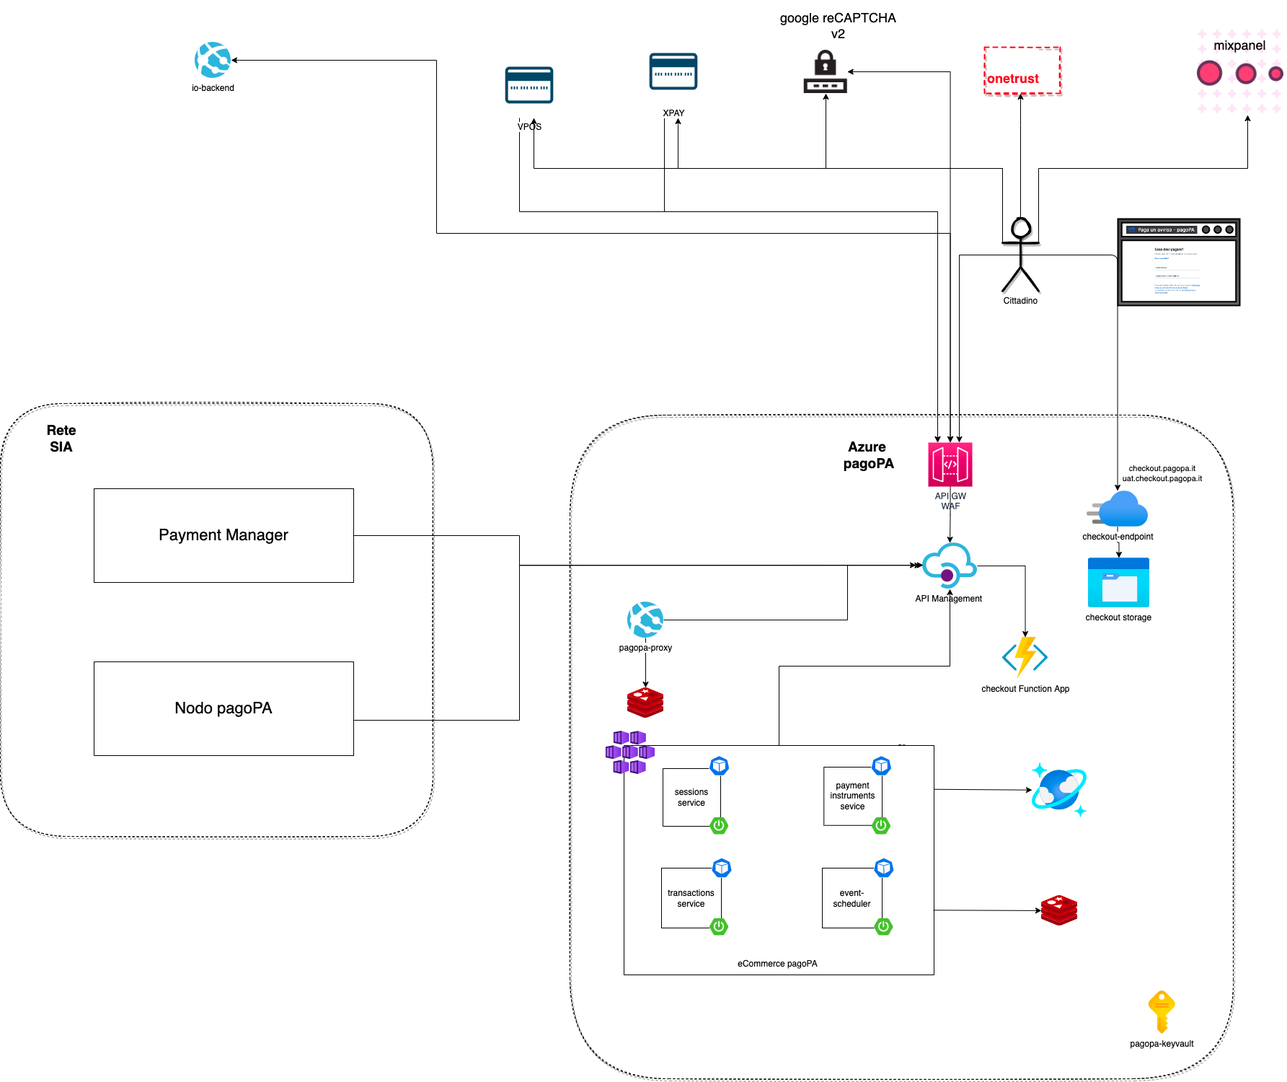 google reCAPTCHA
v2
mixpanel
onetrust
io-backend
VPOS
XPAY
Paga un avviso - pagoPA
Cittadino
Rete
SIA
Azure
pagoPA
Payment Manager
Nodo pagoPA
API GW
WAF
checkout.pagopa.it
uat.checkout.pagopa.it
checkout-endpoint
checkout storage
API Management
checkout Function App
pagopa-proxy
sessions
service
payment
instruments
sevice
transactions
service
event-
scheduler
eCommerce pagoPA
pagopa-keyvault